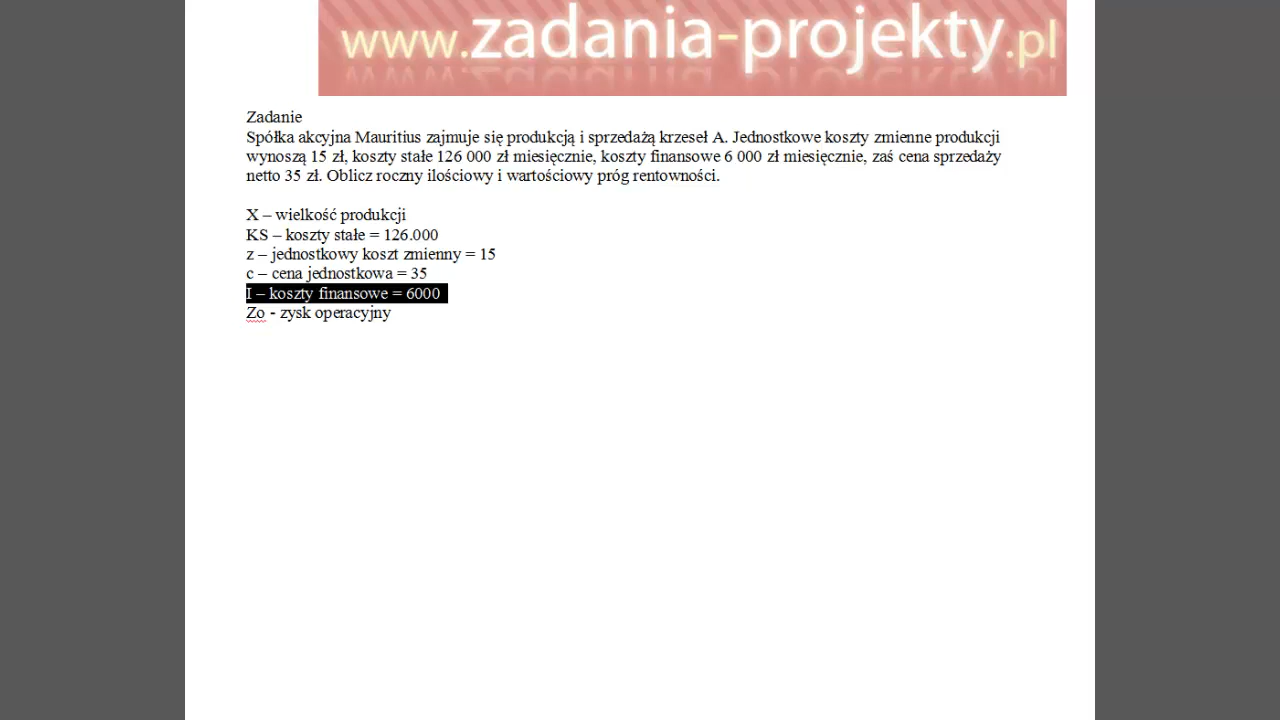 www.zadania-projekty.pl
Zadanie
Spółka akcyjna Mauritius zajmuje się produkcją i sprzedażą krzeseł A. Jednostkowe koszty zmienne produkcji
wynoszą 15 zł, koszty stałe 126 000 zł miesięcznie, koszty finansowe 6 000 zł miesięcznie, zaś cena sprzedaży
netto 35 zł. Oblicz roczny ilościowy i wartościowy próg rentowności.
X – wielkość produkcji
KS – koszty stałe = 126.000
z – jednostkowy koszt zmienny = 15
c – cena jednostkowa = 35
I – koszty finansowe = 6000
Zo - zysk operacyjny